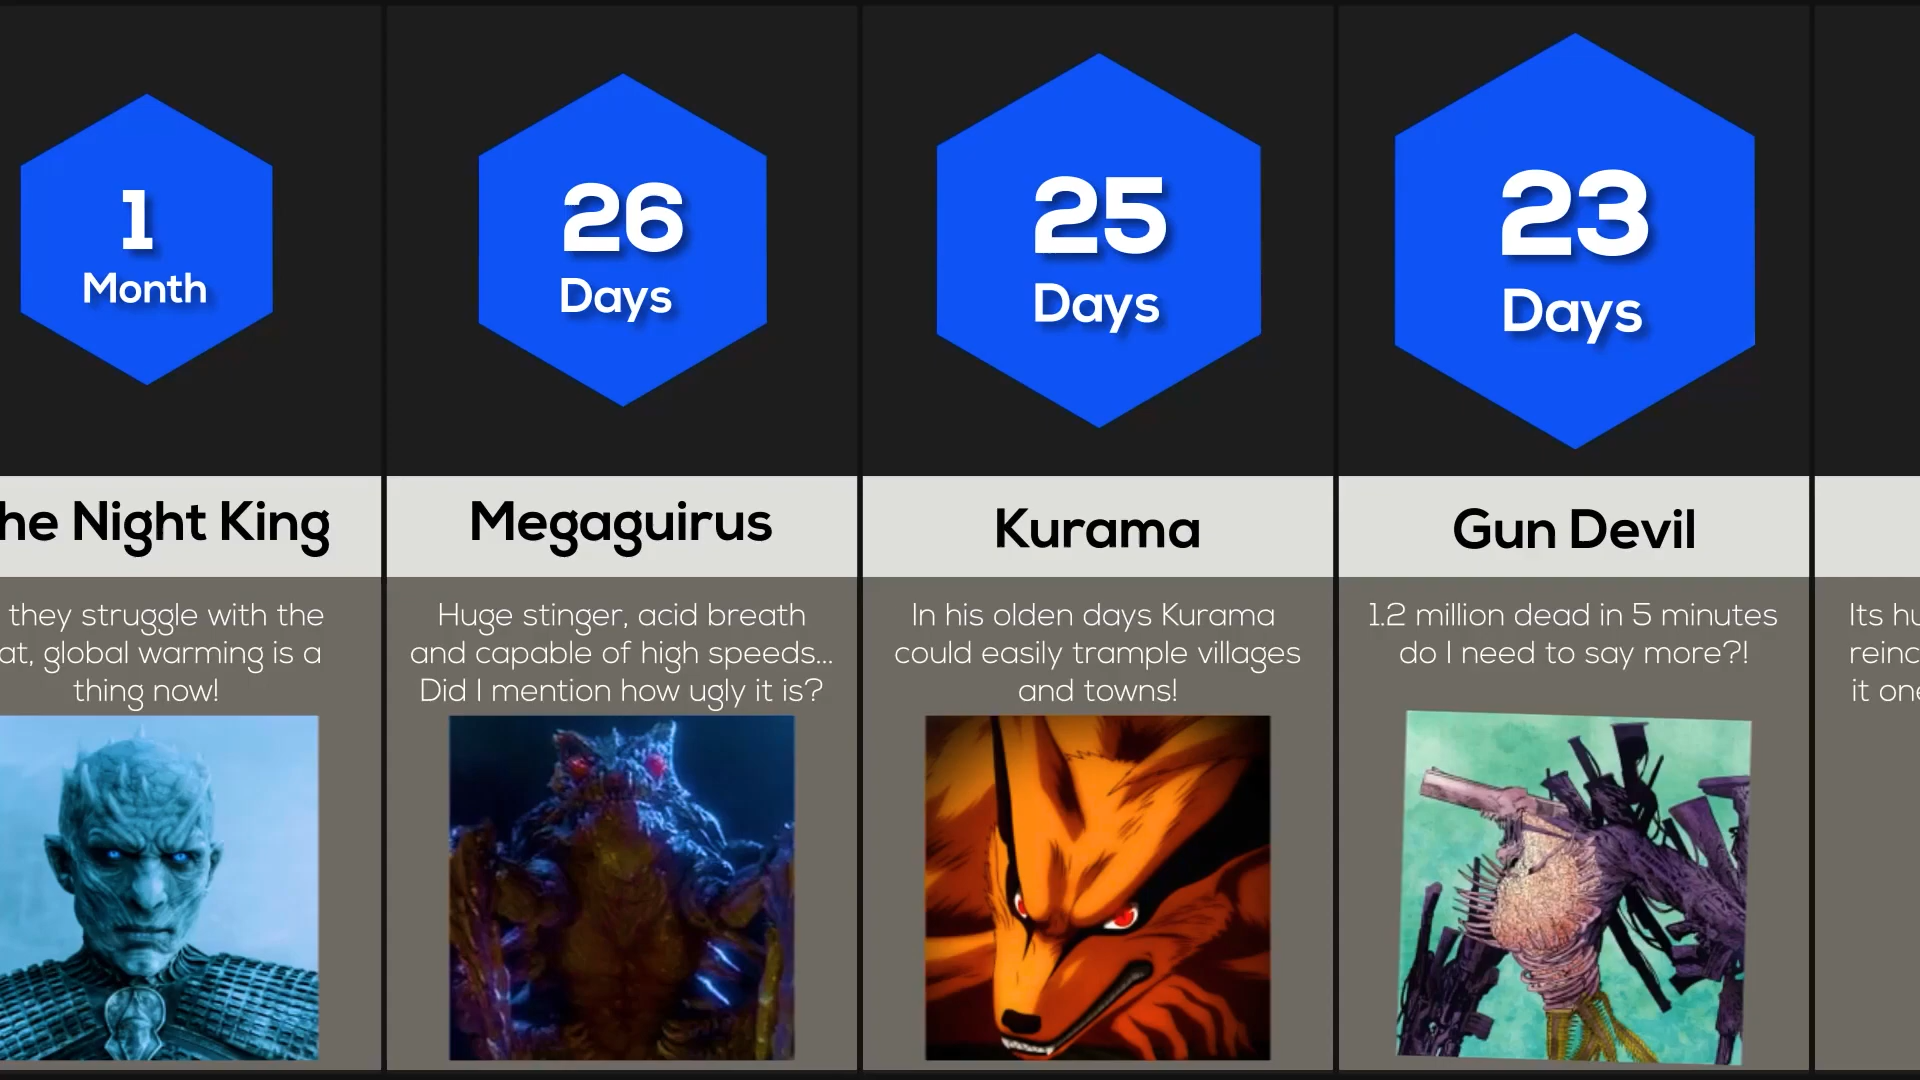 1
Month
26
Days
25
Days
23
Days
he Night King
Megaguirus
Kurama
Gun Devil
they struggle with the
at, global warming is a
thing now!
Huge stinger, acid breath
and capable of high speeds...
Did I mention how ugly it is?
In his olden days Kurama
could easily trample villages
and towns!
1.2 million dead in 5 minutes
do I need to say more?!
Its hu
reinc
it one